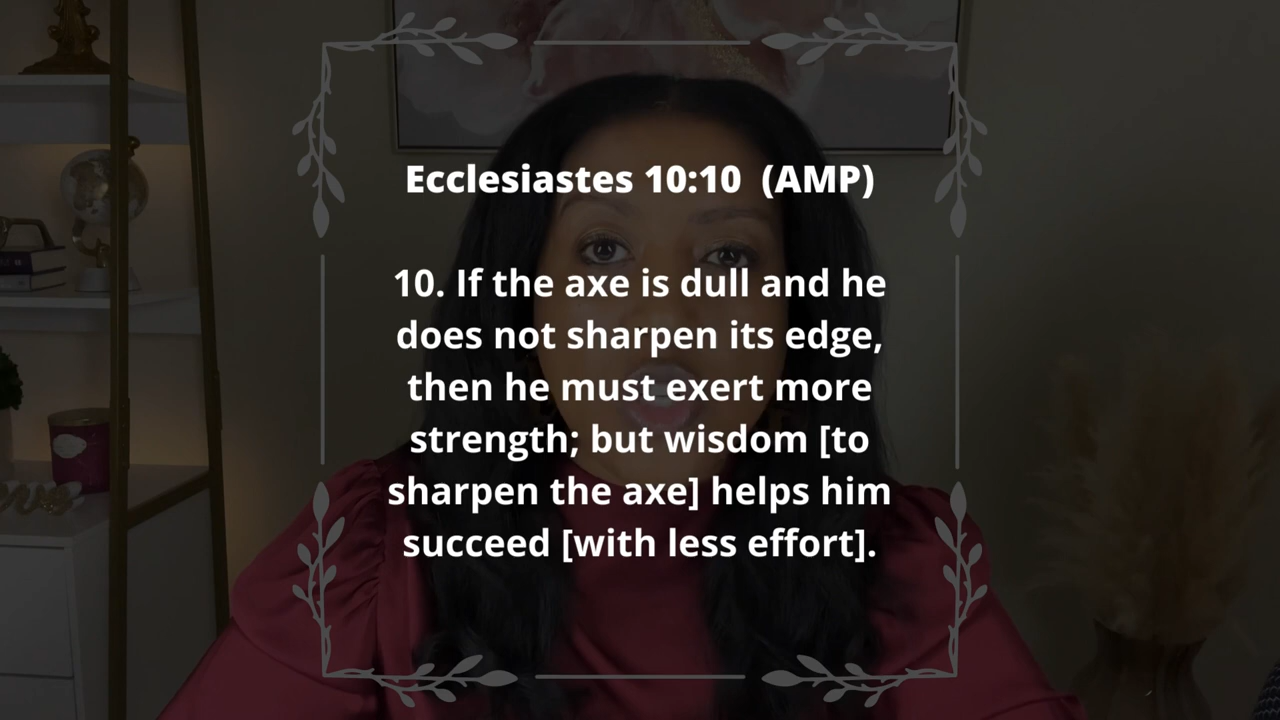 Ecclesiastes 10:10 (AMP)
10. If the axe is dull and he
does not sharpen its edge,
then he must exert more
strength; but wisdom [to
sharpen the axe] helps him
succeed [with less effort].